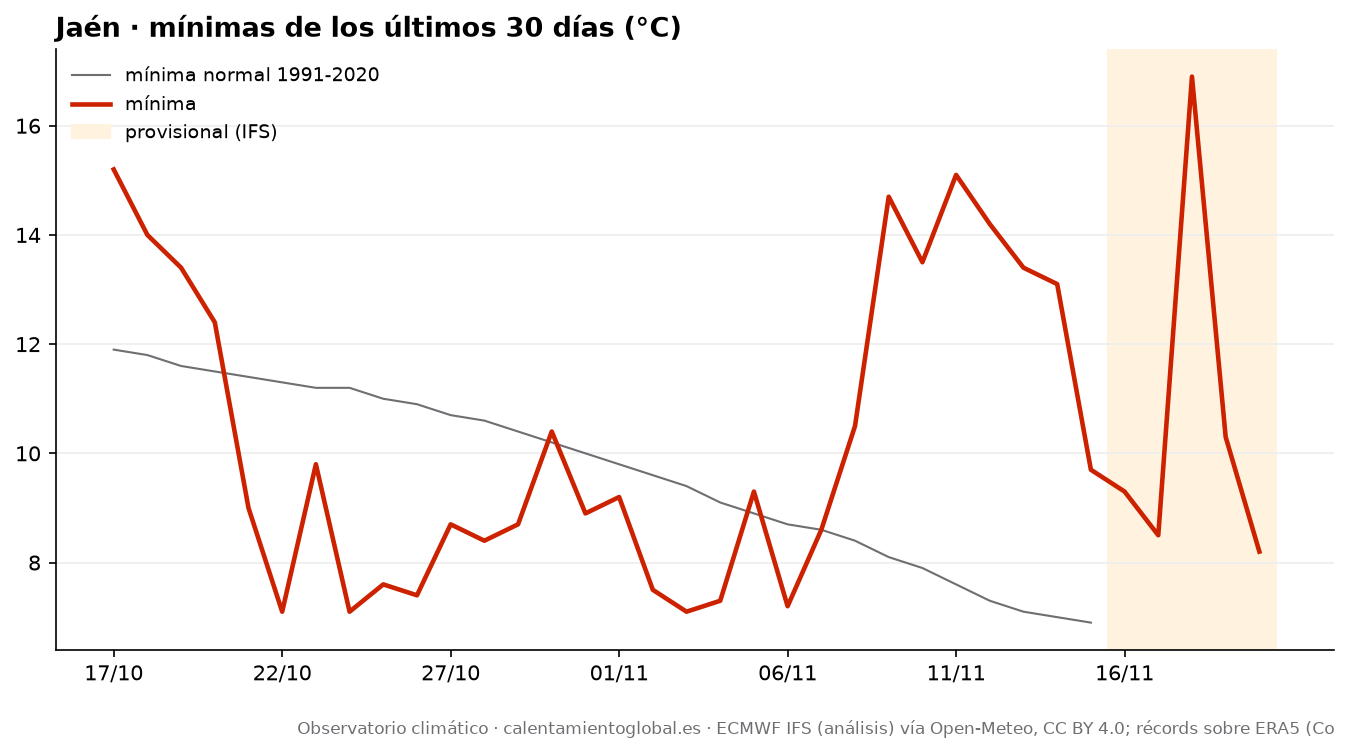 Jaén · mínimas de los últimos 30 días (°C)
mínima normal 1991-2020
mínima
provisional (IFS)
16
14
12
10
8
17/10 22/10 27/10 01/11 06/11 11/11 16/11
Observatorio climático · calentamientoglobal.es · ECMWF IFS (análisis) vía Open-Meteo, CC BY 4.0; récords sobre ERA5 (Co